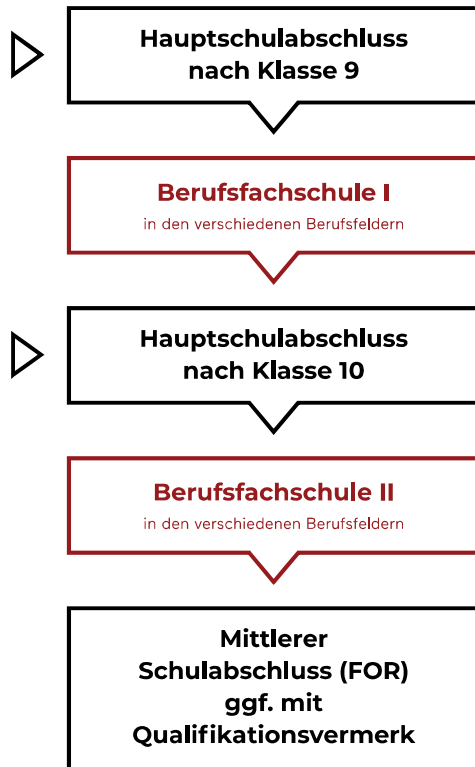 Hauptschulabschluss
nach Klasse 9
Berufsfachschule I
in den verschiedenen Berufsfeldern
Hauptschulabschluss
nach Klasse 10
Berufsfachschule II
in den verschiedenen Berufsfeldern
Mittlerer
Schulabschluss (FOR)
ggf. mit
Qualifikationsvermerk